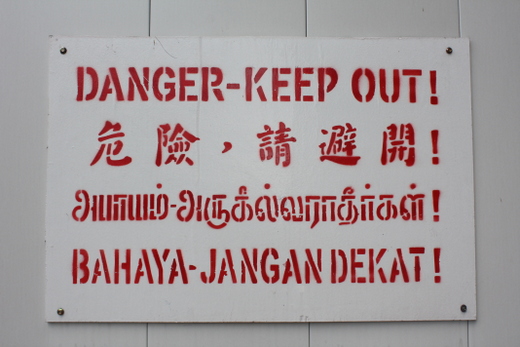 DANGER-KEEP OUT!
危險，請避開！
அபாயம்-அருகில்வராதீர்கள்!
BAHAYA-JANGAN DEKAT!